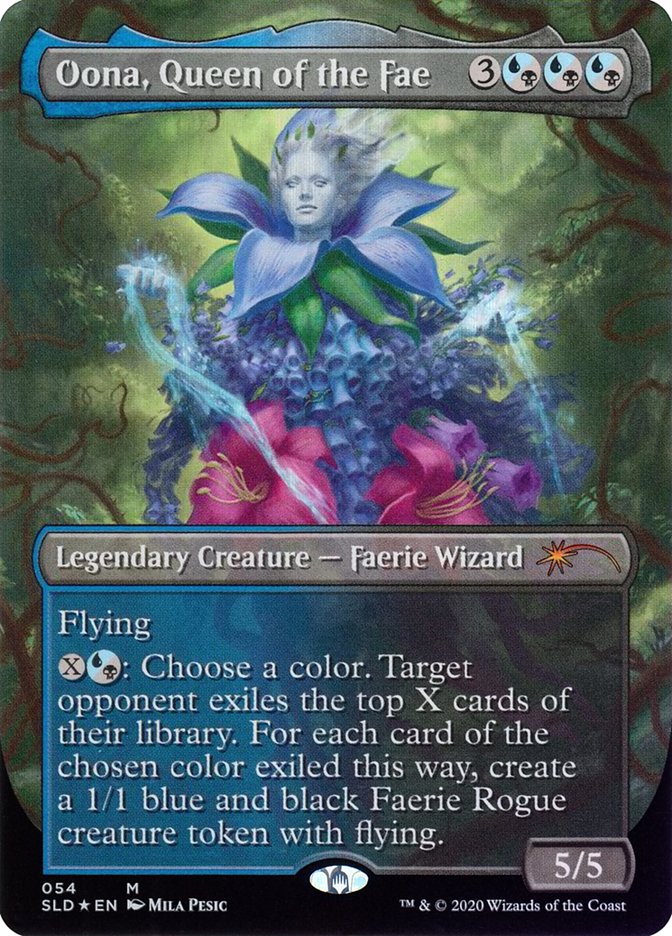 Oona, Queen of the Fae 3
Legendary Creature — Faerie Wizard
Flying
X: Choose a color. Target
opponent exiles the top X cards of
their library. For each card of the
chosen color exiled this way, create
a 1/1 blue and black Faerie Rogue
creature token with flying.
5/5
054 M
SLD ★ EN Mila Pesic
™ & © 2020 Wizards of the Coast